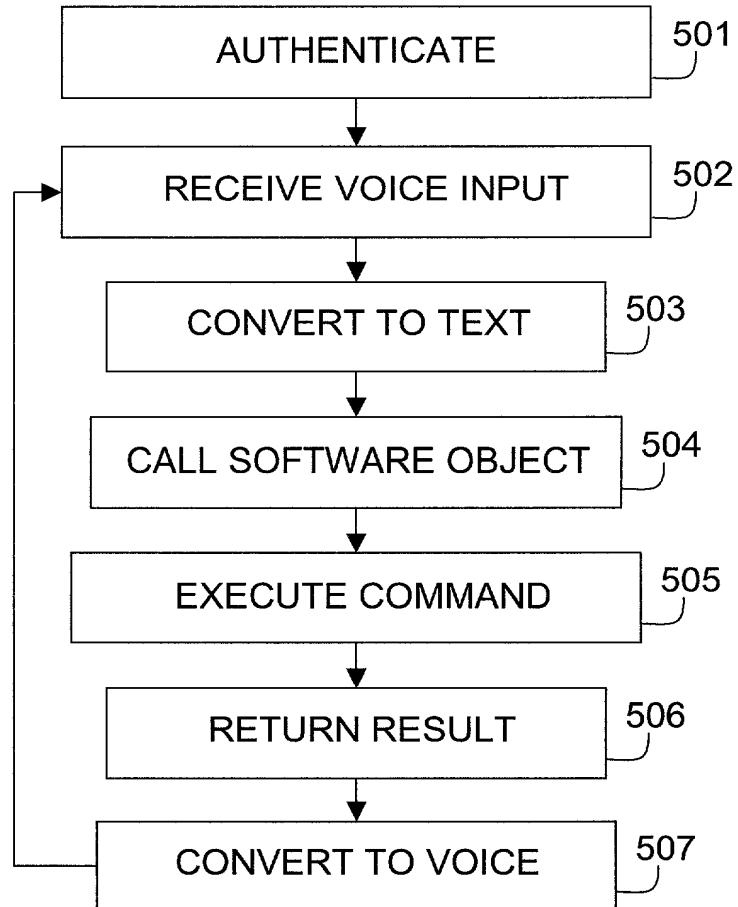 AUTHENTICATE
501
RECEIVE VOICE INPUT
502
CONVERT TO TEXT
503
CALL SOFTWARE OBJECT
504
EXECUTE COMMAND
505
RETURN RESULT
506
CONVERT TO VOICE
507